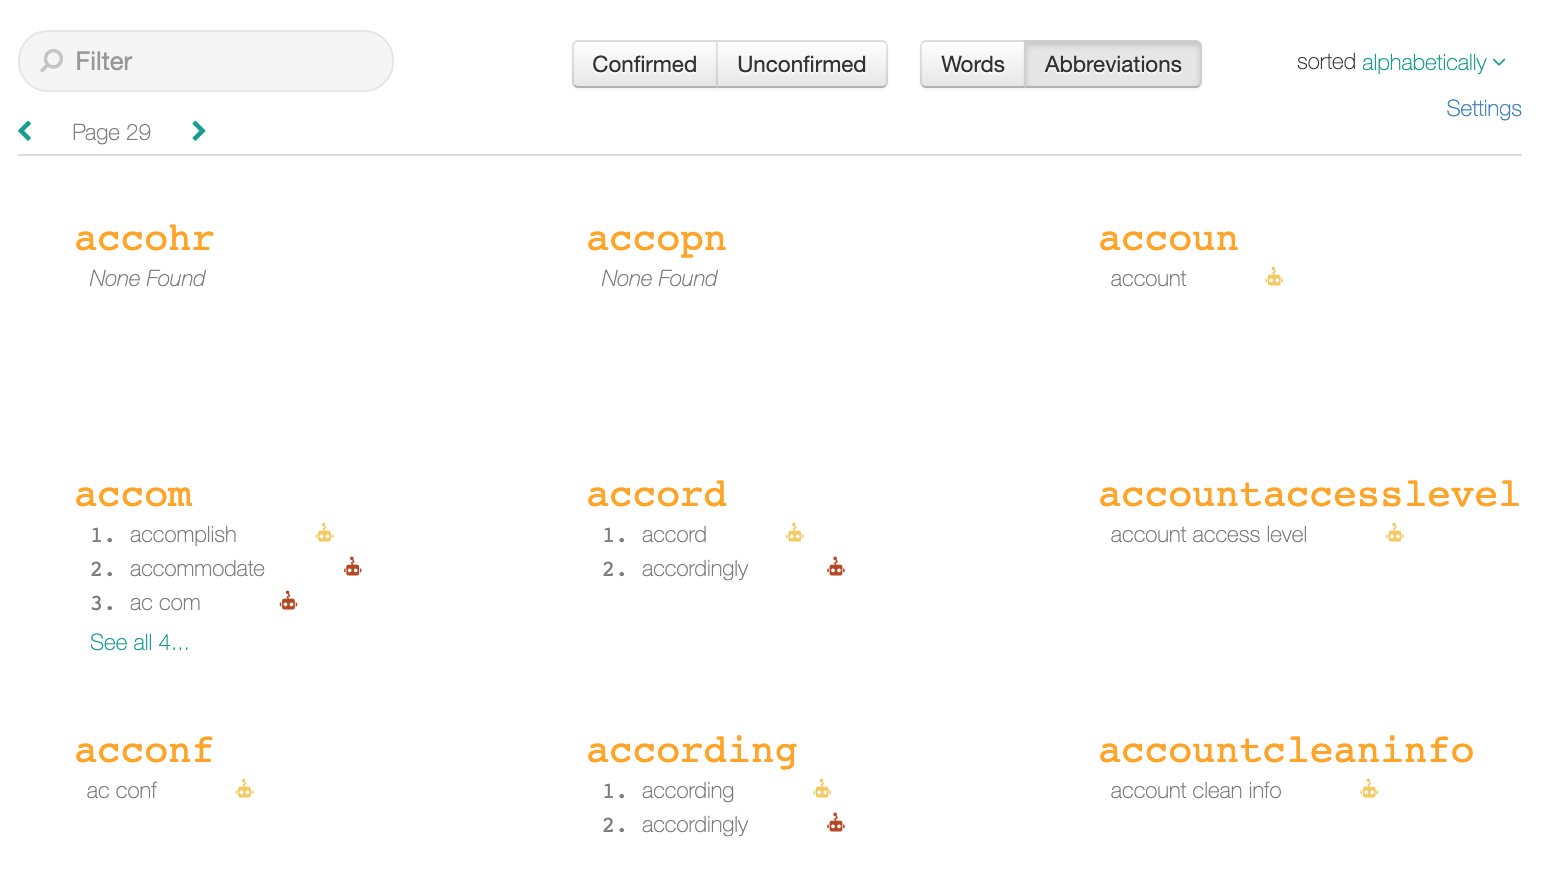 Filter
Confirmed Unconfirmed Words Abbreviations
sorted alphabetically
Settings
Page 29
accohr
None Found
accopn
None Found
accoun
account
accom
1. accomplish
2. accommodate
3. ac com
See all 4...
accord
1. accord
2. accordingly
accountaccesslevel
account access level
acconf
ac conf
according
1. according
2. accordingly
accountcleaninfo
account clean info